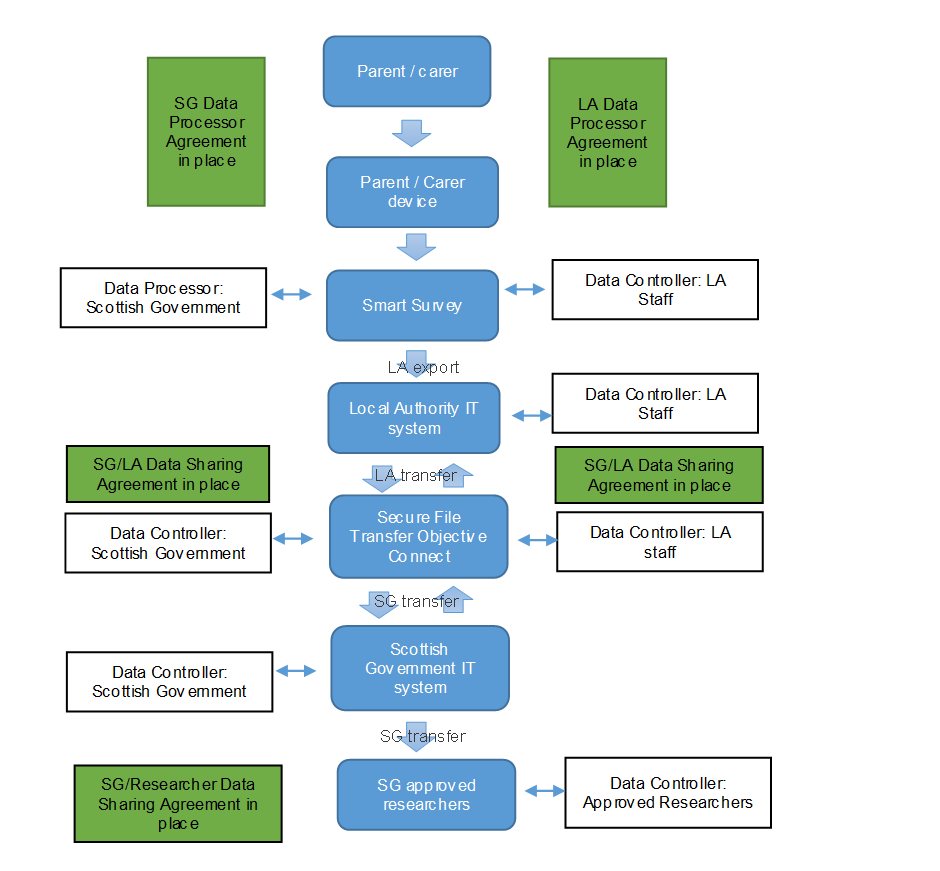 Parent / carer
SG Data
Processor
Agreement
in place
LA Data
Processor
Agreement
in place
Parent / Carer
device
Data Processor:
Scottish Government
Smart Survey
Data Controller: LA
Staff
LA export
Local Authority IT
system
Data Controller: LA
Staff
SG/LA Data Sharing
Agreement in place
LA transfer
SG/LA Data Sharing
Agreement in place
Data Controller:
Scottish Government
Secure File
Transfer Objective
Connect
Data Controller: LA
staff
SG transfer
Data Controller:
Scottish Government
Scottish
Government IT
system
SG transfer
SG/Researcher Data
Sharing Agreement in
place
SG approved
researchers
Data Controller:
Approved Researchers